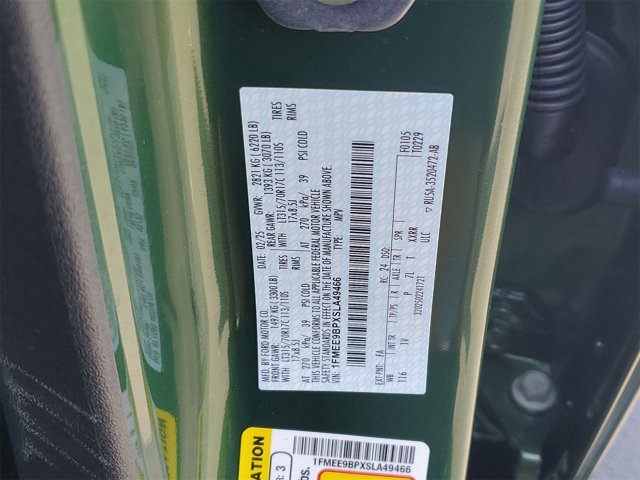 MFD. BY FORD MOTOR CO.
DATE: 02/25 GVWR: 2821 KG ( 6220 LB)
FRONT GAWR: 1497 KG ( 3300 LB) REAR GAWR: 1393 KG ( 3070 LB)
WITH TIRES WITH TIRES
LT315/70R17C 113/110S LT315/70R17C 113/110S
17x8.5J RIMS 17x8.5J RIMS
AT 270 kPa/ 39 PSI COLD AT 270 kPa/ 39 PSI COLD
THIS VEHICLE CONFORMS TO ALL APPLICABLE FEDERAL MOTOR VEHICLE
SAFETY STANDARDS IN EFFECT ON THE DATE OF MANUFACTURE SHOWN ABOVE.
VIN: 1FMEE9BPXSLA49466 TYPE: MPV
EXT PNT: FA RC: 24 DSO: F0105
WB INT TR TP/PS R AXLE TR SPR T0229
116 TV P 7L T XXRR
ULC ▽ RU5A-3520472-AB
1FMEE9BPXSLA49466